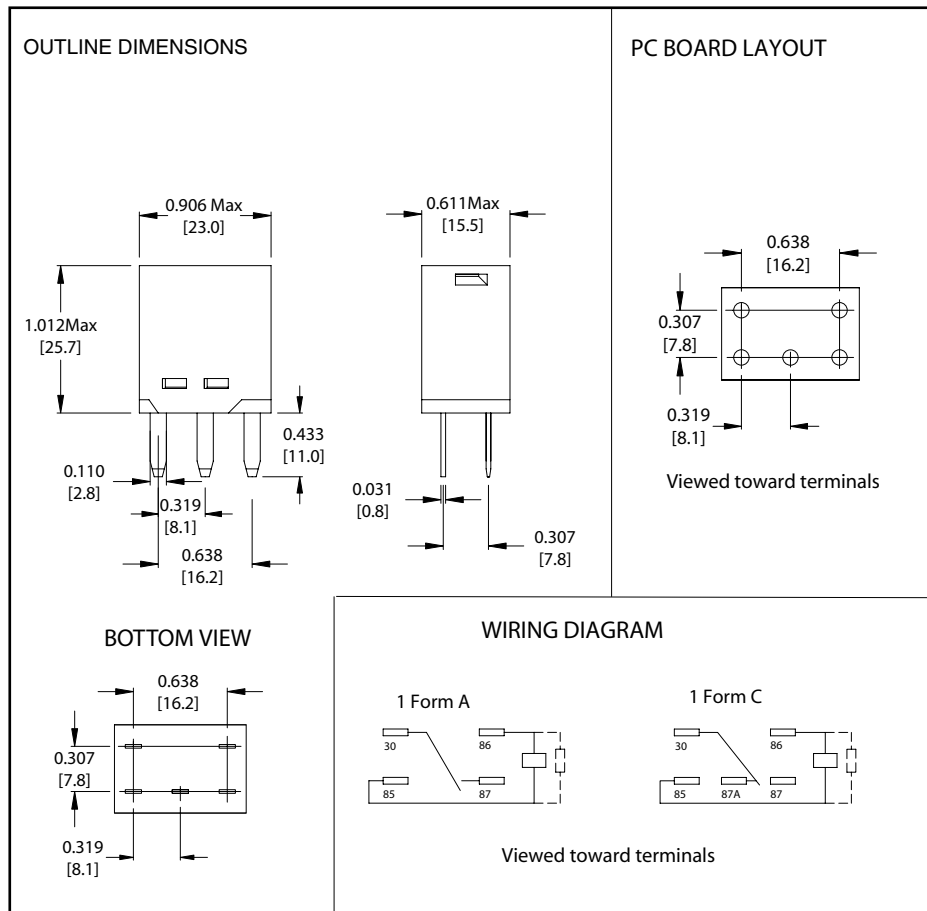 OUTLINE DIMENSIONS
PC BOARD LAYOUT
0.906 Max
[23.0]
0.611Max
[15.5]
1.012Max
[25.7]
0.433
[11.0]
0.110
[2.8]
0.319
[8.1]
0.638
[16.2]
0.031
[0.8]
0.307
[7.8]
0.638
[16.2]
0.307
[7.8]
0.319
[8.1]
Viewed toward terminals
BOTTOM VIEW
0.638
[16.2]
0.307
[7.8]
0.319
[8.1]
WIRING DIAGRAM
1 Form A
30
86
85
87
1 Form C
30
86
85
87A
87
Viewed toward terminals